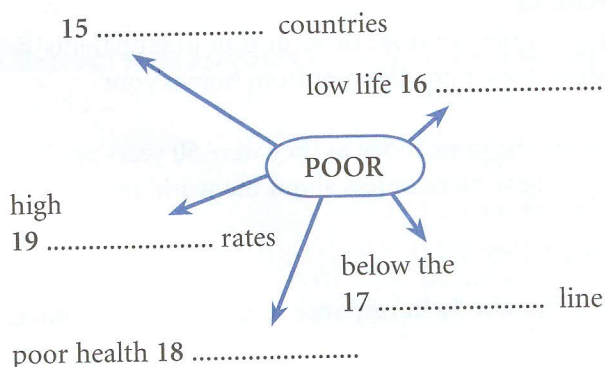 15 ........................ countries
low life 16 ........................
POOR
high
19 ........................ rates
below the
17 ........................ line
poor health 18 ........................